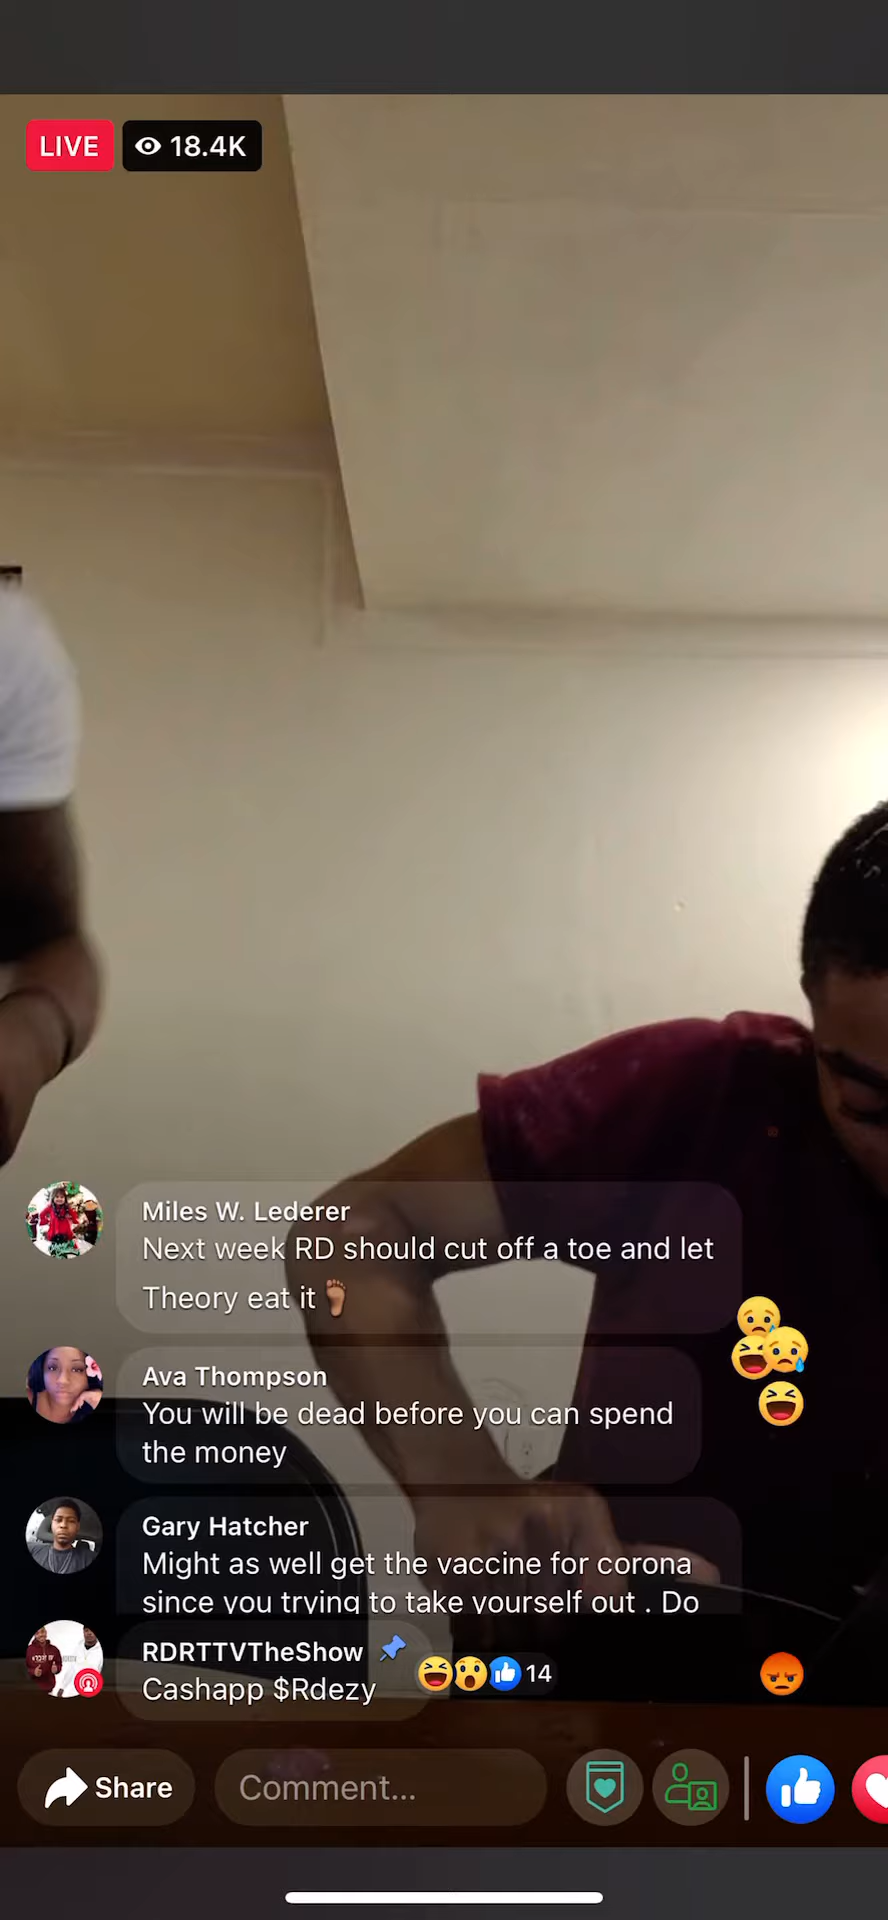 LIVE 18.4K
Miles W. Lederer
Next week RD should cut off a toe and let
Theory eat it
Ava Thompson
You will be dead before you can spend
the money
Gary Hatcher
Might as well get the vaccine for corona
since you trying to take yourself out . Do
RDRTTVTheShow
Cashapp $Rdezy
14
Share Comment...